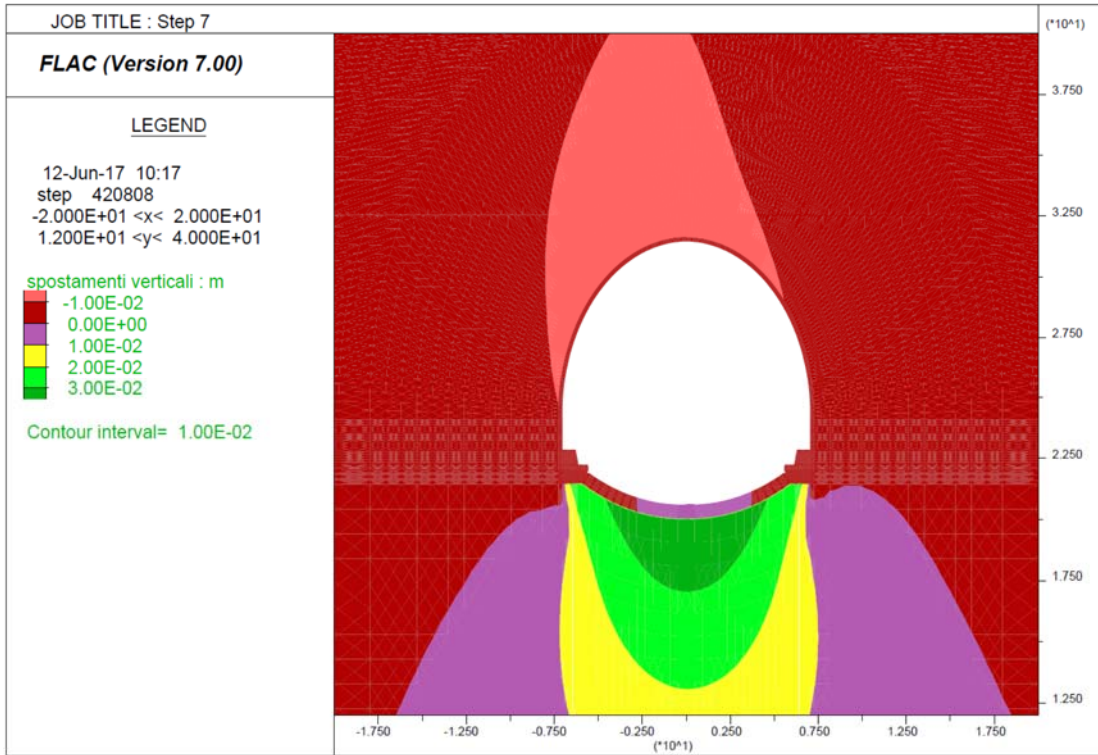 JOB TITLE : Step 7
FLAC (Version 7.00)
LEGEND
12-Jun-17 10:17
step 420808
-2.000E+01 <x< 2.000E+01
1.200E+01 <y< 4.000E+01
spostamenti verticali : m
-1.00E-02
0.00E+00
1.00E-02
2.00E-02
3.00E-02
Contour interval= 1.00E-02
(*10^1)
3.750
3.250
2.750
2.250
1.750
1.250
-1.750 -1.250 -0.750 -0.250 0.250 0.750 1.250 1.750
(*10^1)